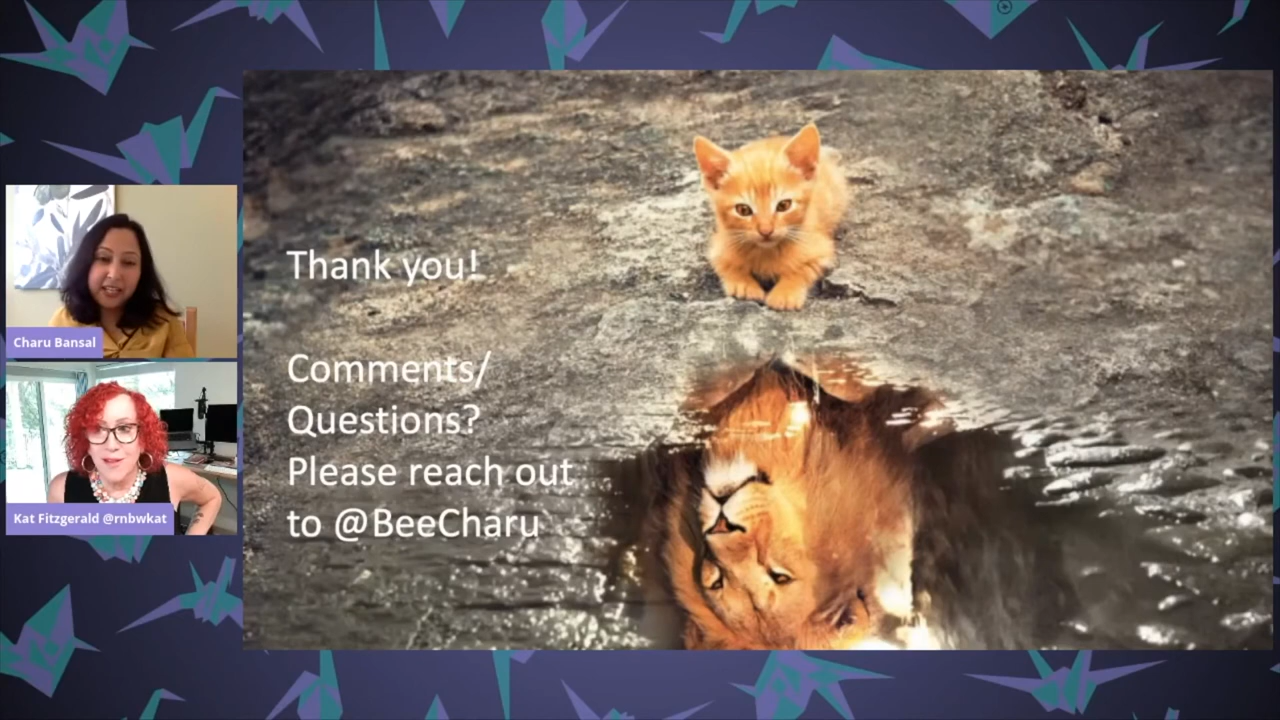 Charu Bansal
Kat Fitzgerald @rnbwkat
Thank you!
Comments/
Questions?
Please reach out
to @BeeCharu